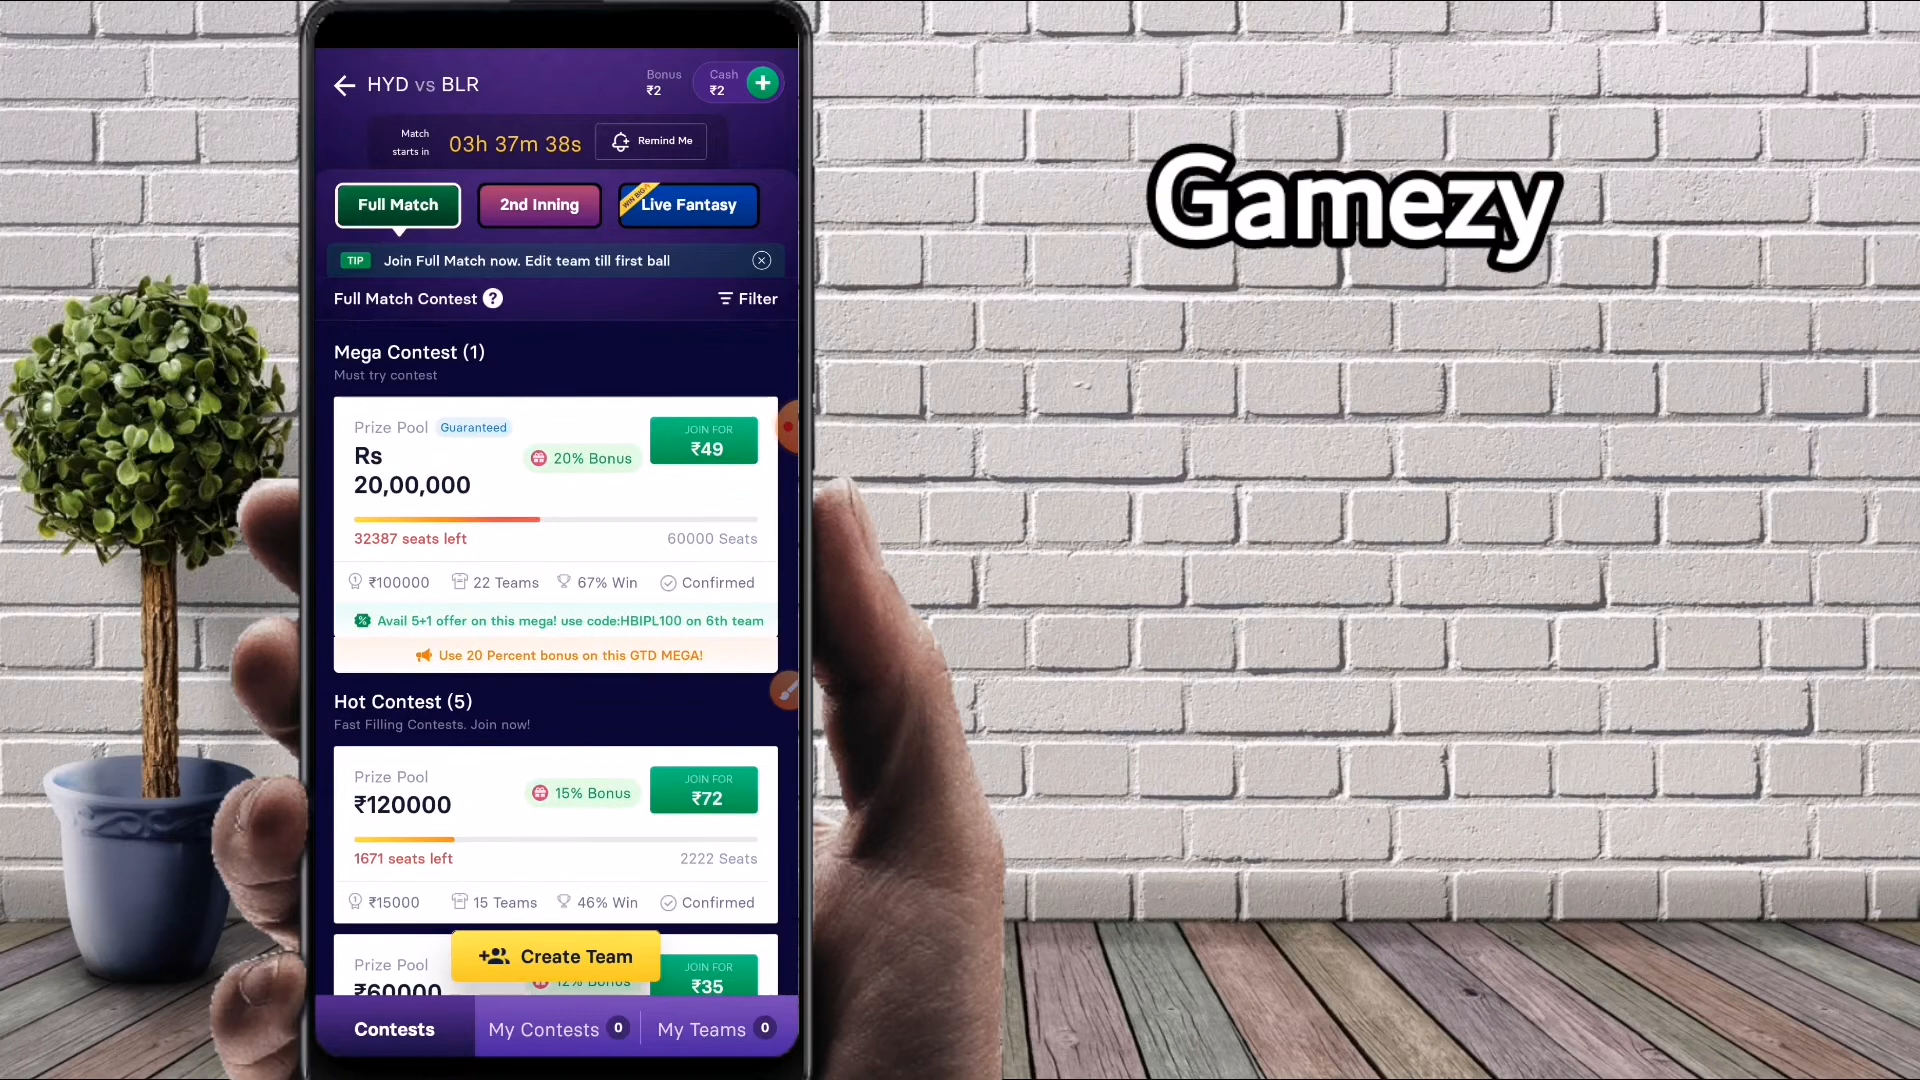 HYD vs BLR
Bonus
₹2
Cash
₹2
Match
starts in
03h 37m 38s
Remind Me
Full Match
2nd Inning
WIN BIG
Live Fantasy
TIP Join Full Match now. Edit team till first ball
Full Match Contest ?
Filter
Mega Contest (1)
Must try contest
Prize Pool Guaranteed
Rs
20,00,000
20% Bonus
JOIN FOR
₹49
32387 seats left
60000 Seats
₹100000 22 Teams 67% Win Confirmed
Avail 5+1 offer on this mega! use code:HBIPL100 on 6th team
Use 20 Percent bonus on this GTD MEGA!
Hot Contest (5)
Fast Filling Contests. Join now!
Prize Pool
₹120000
15% Bonus
JOIN FOR
₹72
1671 seats left
2222 Seats
₹15000 15 Teams 46% Win Confirmed
Prize Pool
₹60000
12% Bonus
JOIN FOR
₹35
Create Team
Contests
My Contests 0
My Teams 0
Gamezy